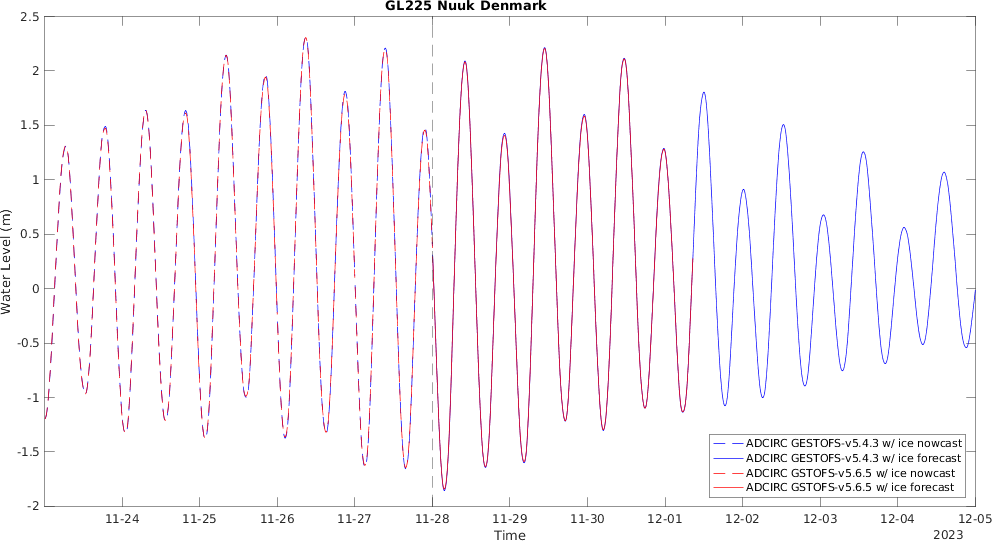 GL225 Nuuk Denmark
2.5
2
1.5
1
0.5
0
-0.5
-1
-1.5
-2
Water Level (m)
ADCIRC GESTOFS-v5.4.3 w/ ice nowcast
ADCIRC GESTOFS-v5.4.3 w/ ice forecast
ADCIRC GSTOFS-v5.6.5 w/ ice nowcast
ADCIRC GSTOFS-v5.6.5 w/ ice forecast
11-24 11-25 11-26 11-27 11-28 11-29 11-30 12-01 12-02 12-03 12-04 12-05
Time
2023